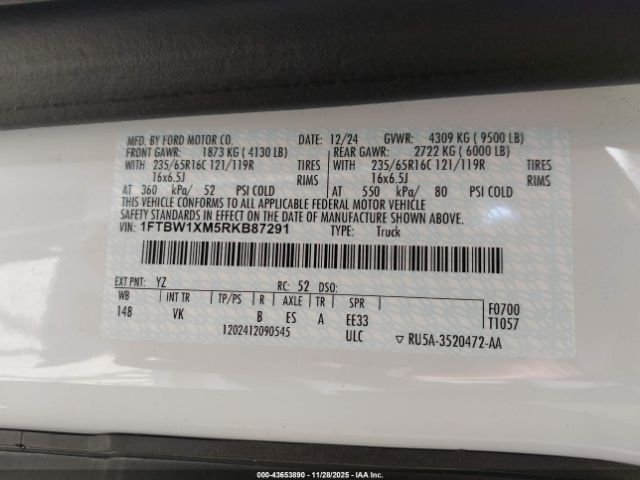 MFD. BY FORD MOTOR CO. DATE: 12/24 GVWR: 4309 KG ( 9500 LB)
FRONT GAWR: 1873 KG ( 4130 LB) REAR GAWR: 2722 KG ( 6000 LB)
WITH 235/65R16C 121/119R TIRES WITH 235/65R16C 121/119R TIRES
16x6.5J RIMS 16x6.5J RIMS
AT 360 kPa/ 52 PSI COLD AT 550 kPa/ 80 PSI COLD
THIS VEHICLE CONFORMS TO ALL APPLICABLE FEDERAL MOTOR VEHICLE
SAFETY STANDARDS IN EFFECT ON THE DATE OF MANUFACTURE SHOWN ABOVE.
VIN: 1FTBW1XM5RKB87291 TYPE: Truck
EXT PNT: YZ RC: 52 DSO:
WB INT TR TP/PS R AXLE TR SPR F0700
148 VK B ES A EE33 T1057
1202412090545 ULC RU5A-3520472-AA
000-43653890 - 11/28/2025 - IAA Inc.